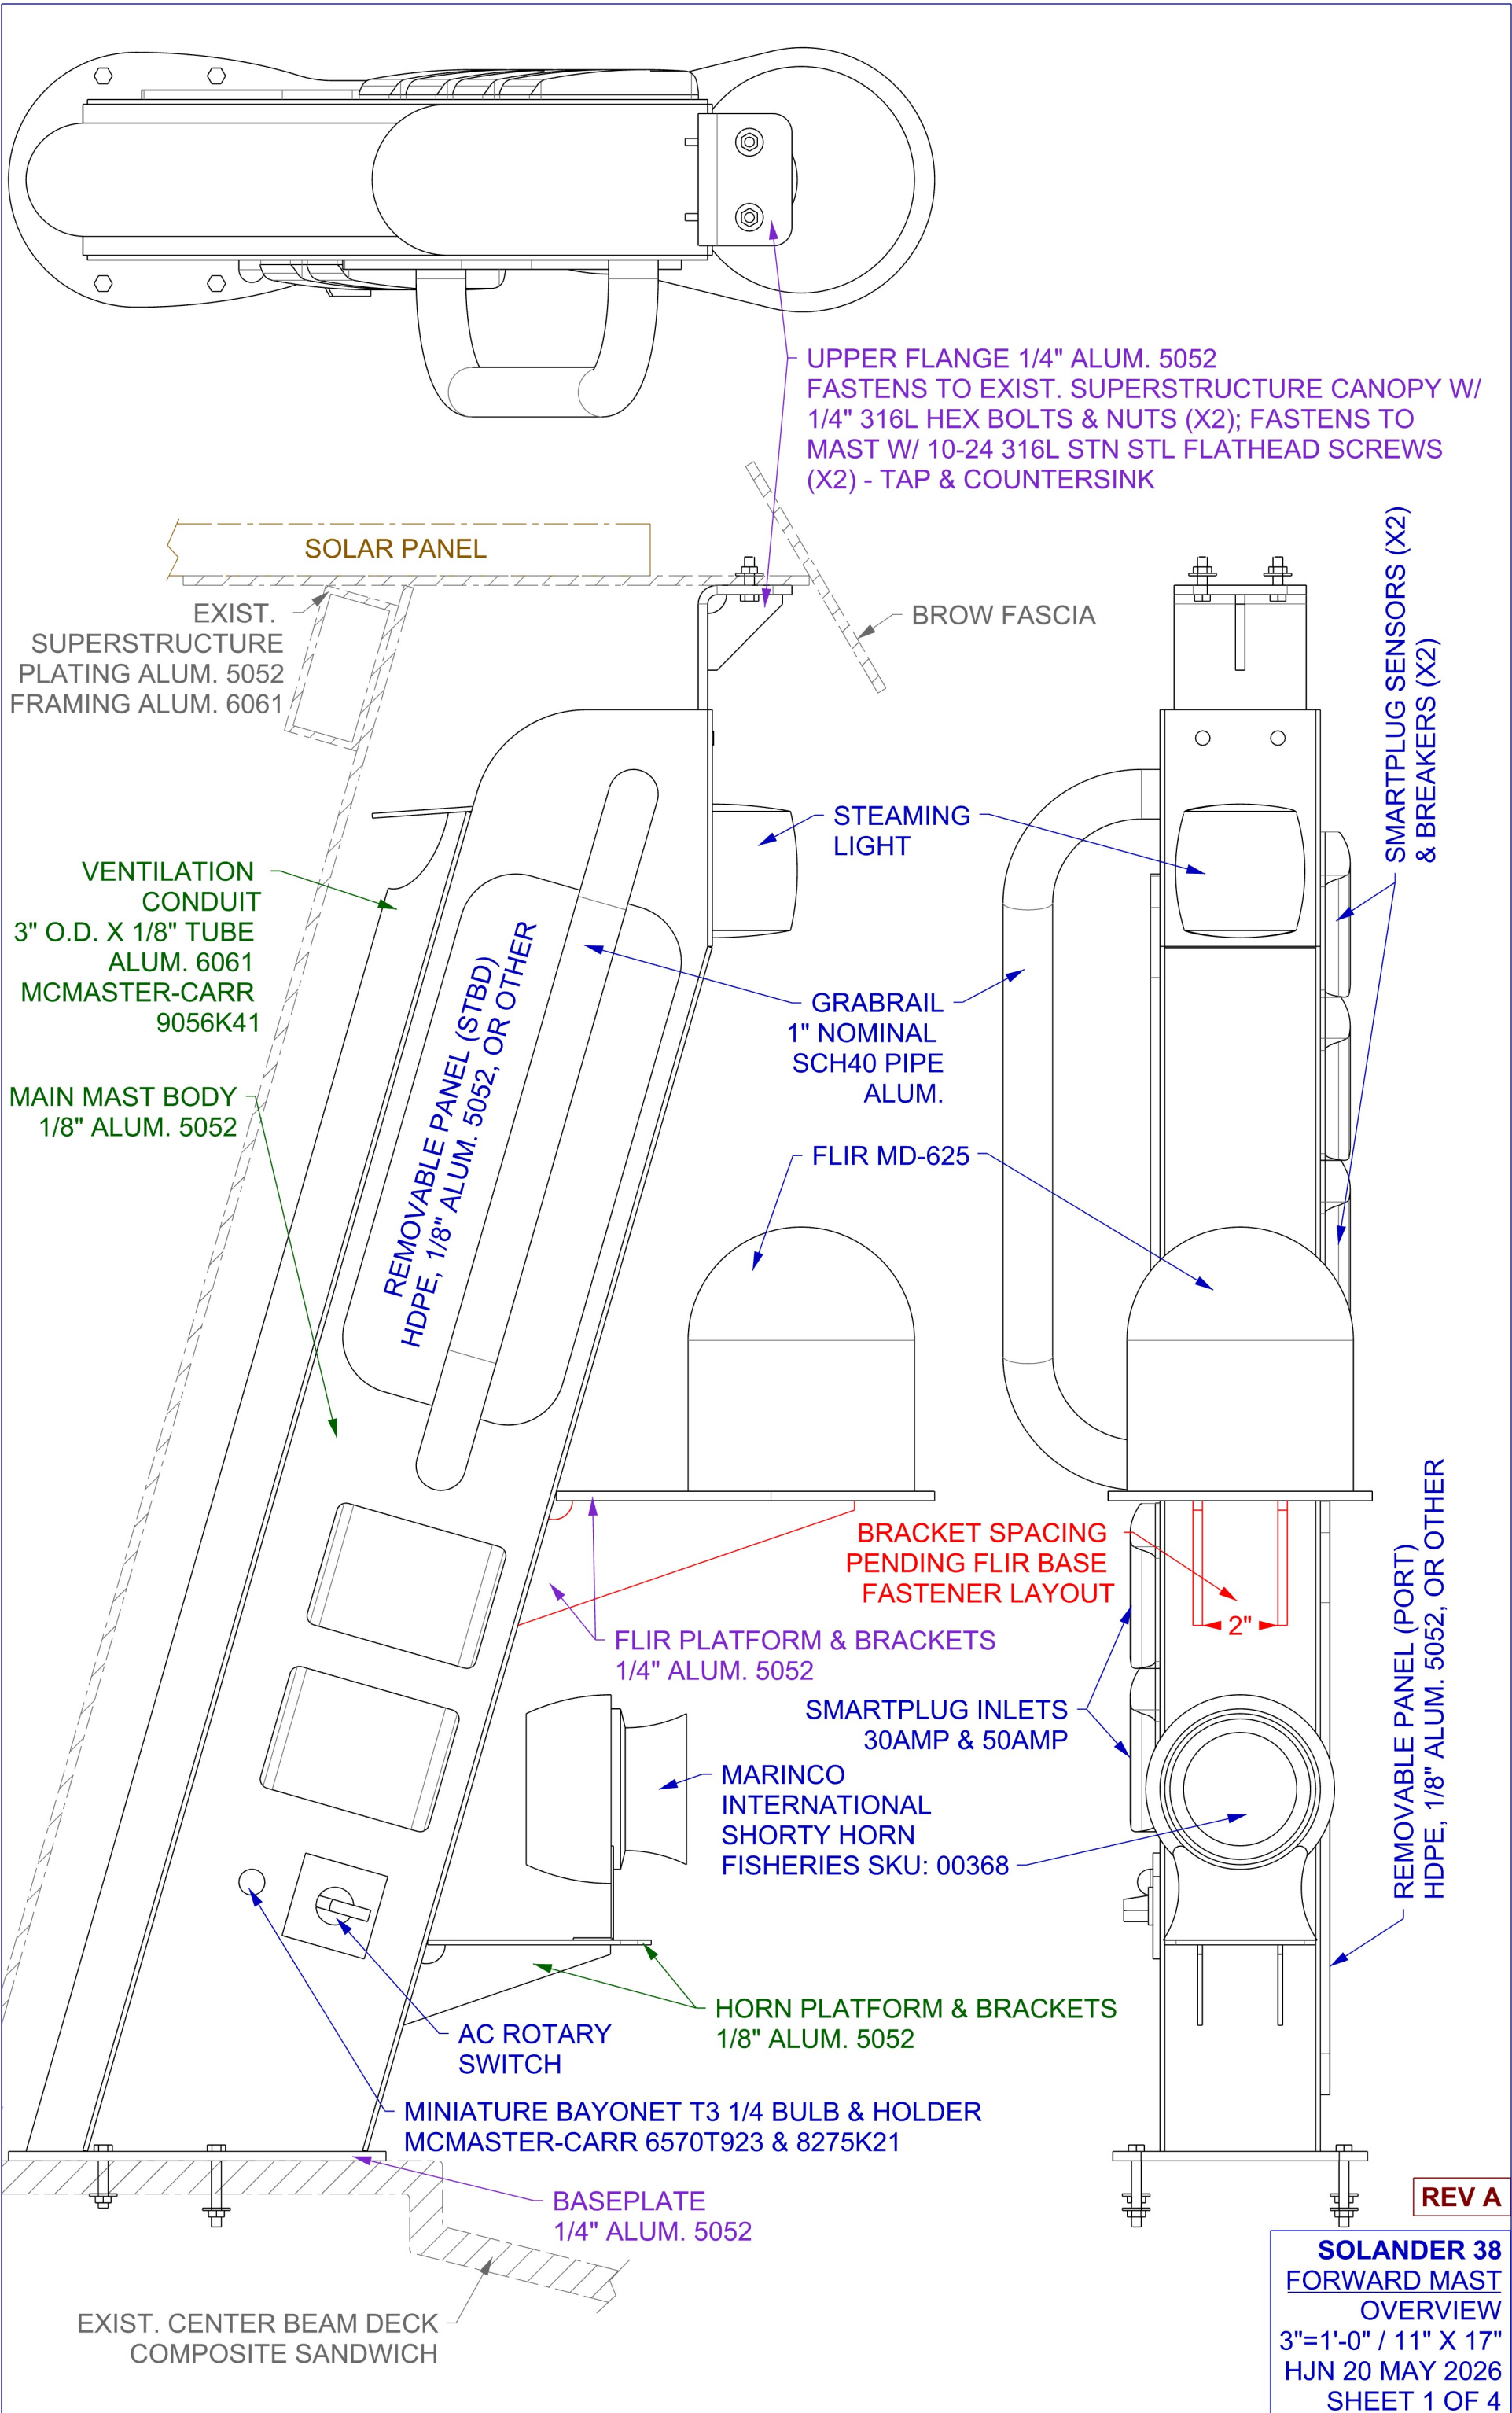 UPPER FLANGE 1/4" ALUM. 5052
FASTENS TO EXIST. SUPERSTRUCTURE CANOPY W/
1/4" 316L HEX BOLTS & NUTS (X2); FASTENS TO
MAST W/ 10-24 316L STN STL FLATHEAD SCREWS
(X2) - TAP & COUNTERSINK
SOLAR PANEL
EXIST.
SUPERSTRUCTURE
PLATING ALUM. 5052
FRAMING ALUM. 6061
BROW FASCIA
SMARTPLUG SENSORS (X2)
& BREAKERS (X2)
STEAMING
LIGHT
VENTILATION
CONDUIT
3" O.D. X 1/8" TUBE
ALUM. 6061
MCMASTER-CARR
9056K41
REMOVABLE PANEL (STBD)
HDPE, 1/8" ALUM. 5052, OR OTHER
GRABRAIL
1" NOMINAL
SCH40 PIPE
ALUM.
MAIN MAST BODY
1/8" ALUM. 5052
FLIR MD-625
BRACKET SPACING
PENDING FLIR BASE
FASTENER LAYOUT
2"
FLIR PLATFORM & BRACKETS
1/4" ALUM. 5052
SMARTPLUG INLETS
30AMP & 50AMP
REMOVABLE PANEL (PORT)
HDPE, 1/8" ALUM. 5052, OR OTHER
MARINCO
INTERNATIONAL
SHORTY HORN
FISHERIES SKU: 00368
HORN PLATFORM & BRACKETS
1/8" ALUM. 5052
AC ROTARY
SWITCH
MINIATURE BAYONET T3 1/4 BULB & HOLDER
MCMASTER-CARR 6570T923 & 8275K21
BASEPLATE
1/4" ALUM. 5052
EXIST. CENTER BEAM DECK
COMPOSITE SANDWICH
REV A
SOLANDER 38
FORWARD MAST
OVERVIEW
3"=1'-0" / 11" X 17"
HJN 20 MAY 2026
SHEET 1 OF 4